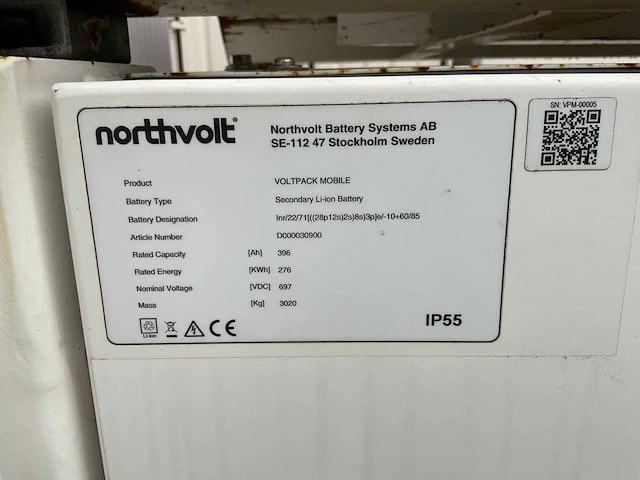 northvolt
Northvolt Battery Systems AB
SE-112 47 Stockholm Sweden
SN: VPM-00005
Product VOLTPACK MOBILE
Battery Type Secondary Li-ion Battery
Battery Designation Inr/22/71[((28p12s)2s)8s)3p]e/-10+60/85
Article Number D000030900
Rated Capacity [Ah] 396
Rated Energy [KWh] 276
Nominal Voltage [VDC] 697
Mass [Kg] 3020
Li-ion
CE
IP55